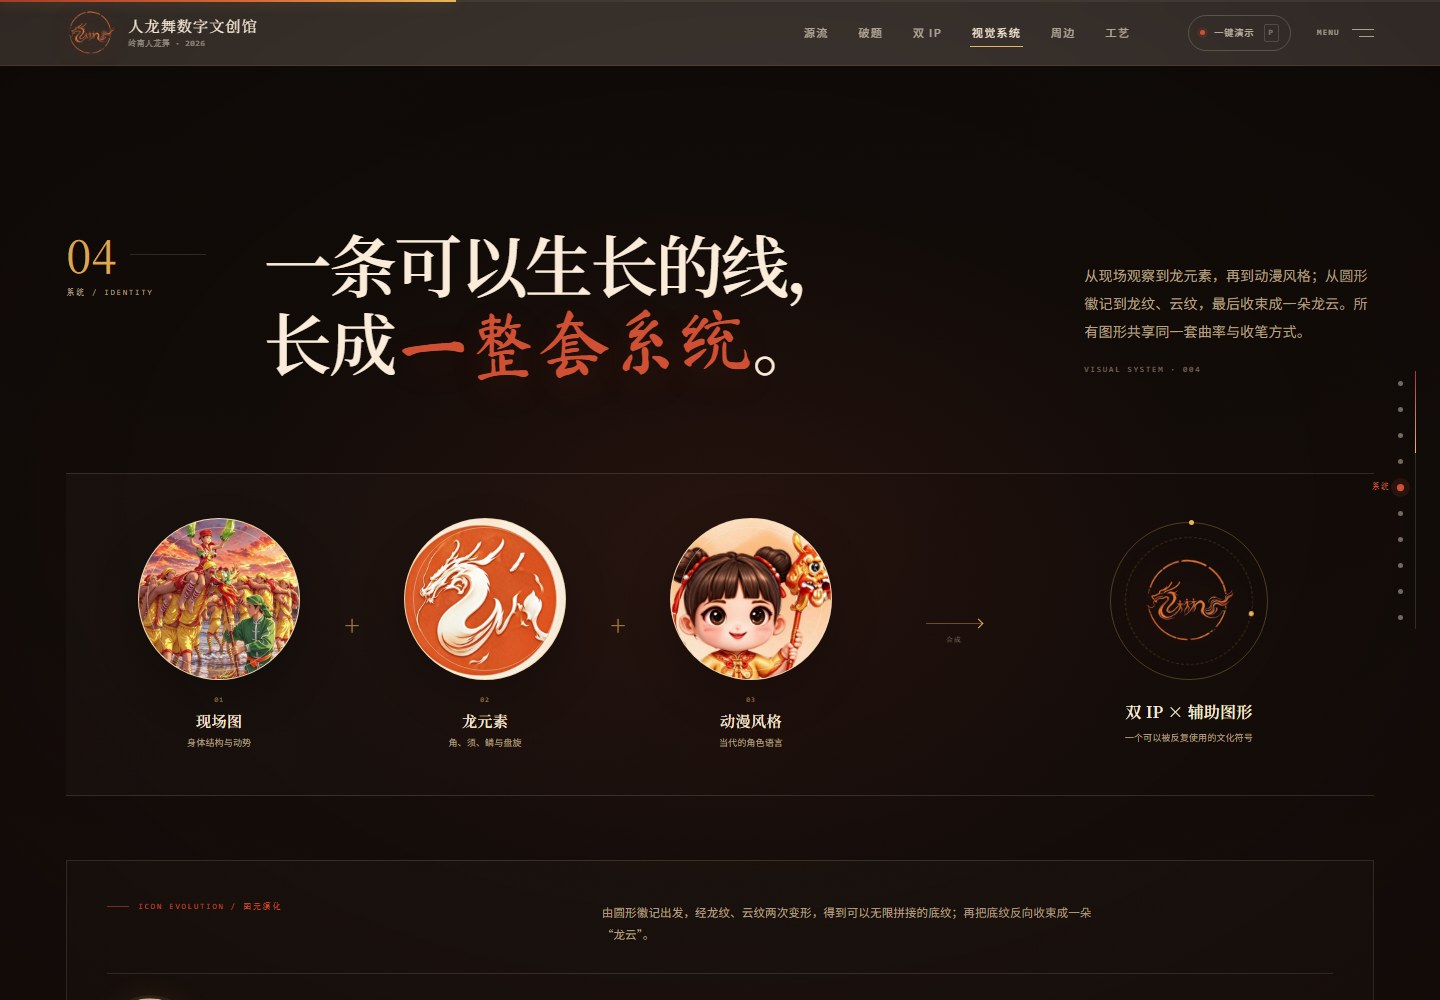 人龙舞数字文创馆
岭南人龙舞 · 2026
源流 破题 双 IP 视觉系统 周边 工艺
一键演示 P
MENU
04
系统 / IDENTITY
一条可以生长的线，
长成一整套系统。
从现场观察到龙元素，再到动漫风格；从圆形
徽记到龙纹、云纹，最后收束成一朵龙云。所
有图形共享同一套曲率与收笔方式。
VISUAL SYSTEM · 004
系统
01
现场图
身体结构与动势
02
龙元素
角、须、鳞与盘旋
03
动漫风格
当代的角色语言
合成
双 IP × 辅助图形
一个可以被反复使用的文化符号
ICON EVOLUTION / 图元演化
由圆形徽记出发，经龙纹、云纹两次变形，得到可以无限拼接的底纹；再把底纹反向收束成一朵
“龙云”。